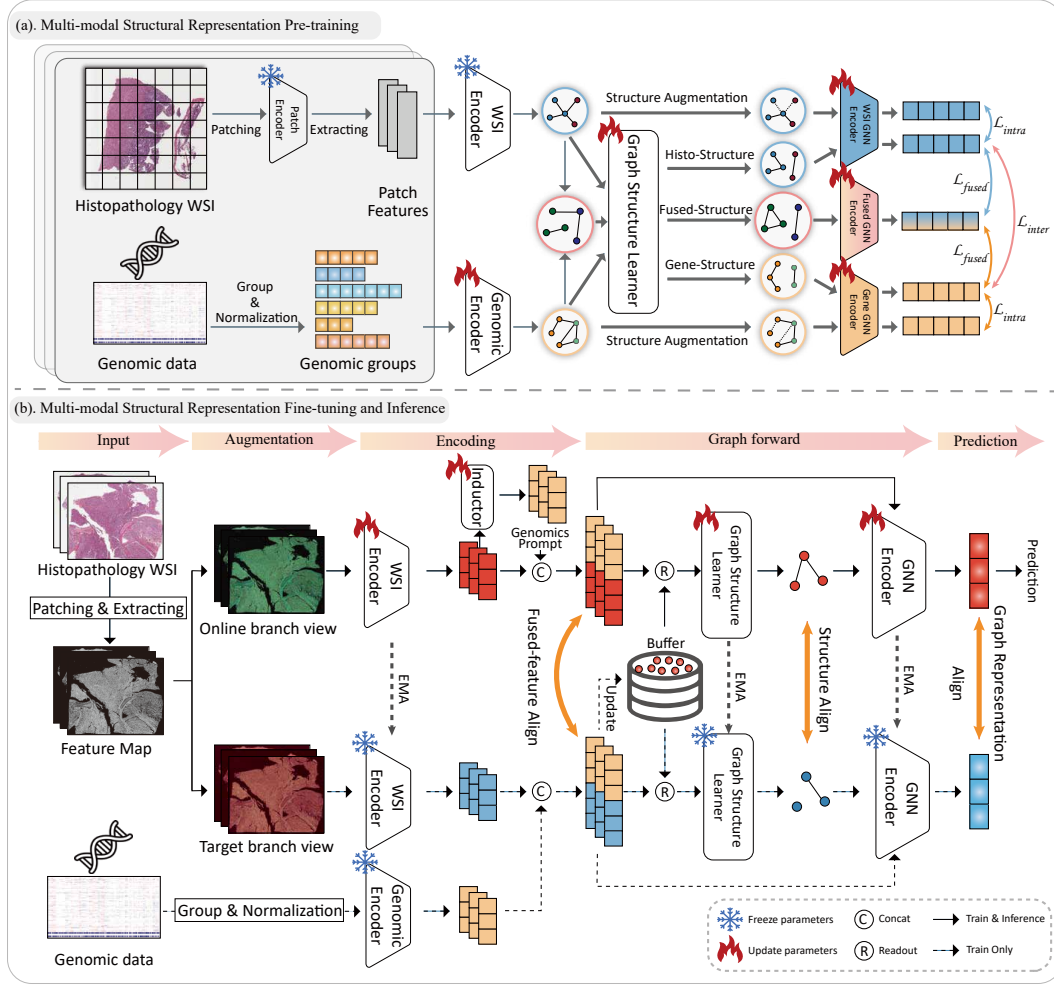 (a). Multi-modal Structural Representation Pre-training
Patching
Patch
Encoder
Extracting
Histopathology WSI
Patch
Features
Group
&
Normalization
Genomic data
Genomic groups
WSI
Encoder
Genomic
Encoder
Structure Augmentation
Graph Structure
Learner
Histo-Structure
Fused-Structure
Gene-Structure
Structure Augmentation
WSI GNN
Encoder
Fused GNN
Encoder
Gene GNN
Encoder
ℒintra
ℒfused
ℒinter
ℒfused
ℒintra
(b). Multi-modal Structural Representation Fine-tuning and Inference
Input
Augmentation
Encoding
Graph forward
Prediction
Histopathology WSI
Patching & Extracting
Feature Map
Online branch view
Target branch view
WSI
Encoder
Inductor
Genomics
Prompt
C
R
Graph Structure
Learner
GNN
Encoder
Prediction
EMA
Fused-feature Align
Update
Buffer
EMA
Structure Align
EMA
Graph Representation
Align
WSI
Encoder
C
R
Graph Structure
Learner
GNN
Encoder
Genomic data
Group & Normalization
Genomic
Encoder
Freeze parameters
C
Concat
Train & Inference
Update parameters
R
Readout
Train Only